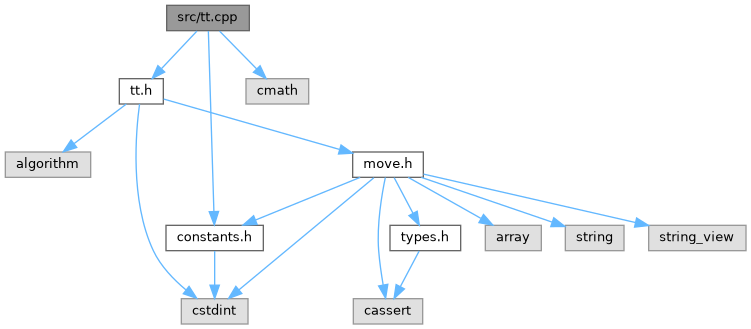 src/tt.cpp
tt.h
cmath
algorithm
move.h
constants.h
types.h
array
string
string_view
cstdint
cassert